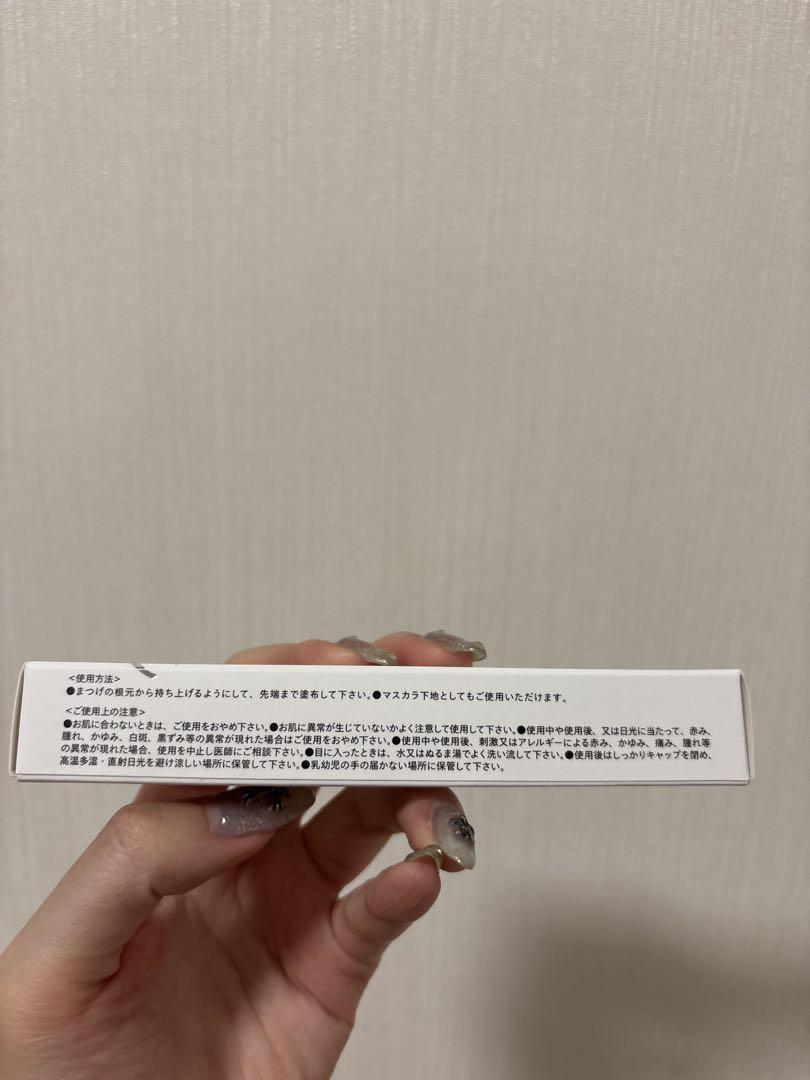 <使用方法>
●まつげの根元から持ち上げるようにして、先端まで塗布して下さい。●マスカラ下地としてもご使用いただけます。
<ご使用上の注意>
●お肌に合わないときは、ご使用をおやめ下さい。●お肌に異常が生じていないかよく注意して使用して下さい。●使用中や使用後、又は日光に当たって、赤み、
腫れ、かゆみ、白斑、黒ずみ等の異常が現れた場合はご使用をおやめ下さい。●使用中や使用後、刺激又はアレルギーによる赤み、かゆみ、痛み、腫れ等
の異常が現れた場合、使用を中止し医師にご相談下さい。●目に入ったときは、水又はぬるま湯でよく洗い流して下さい。●使用後はしっかりキャップを閉め、
高温多湿・直射日光を避け涼しい場所に保管して下さい。●乳幼児の手の届かない場所に保管して下さい。